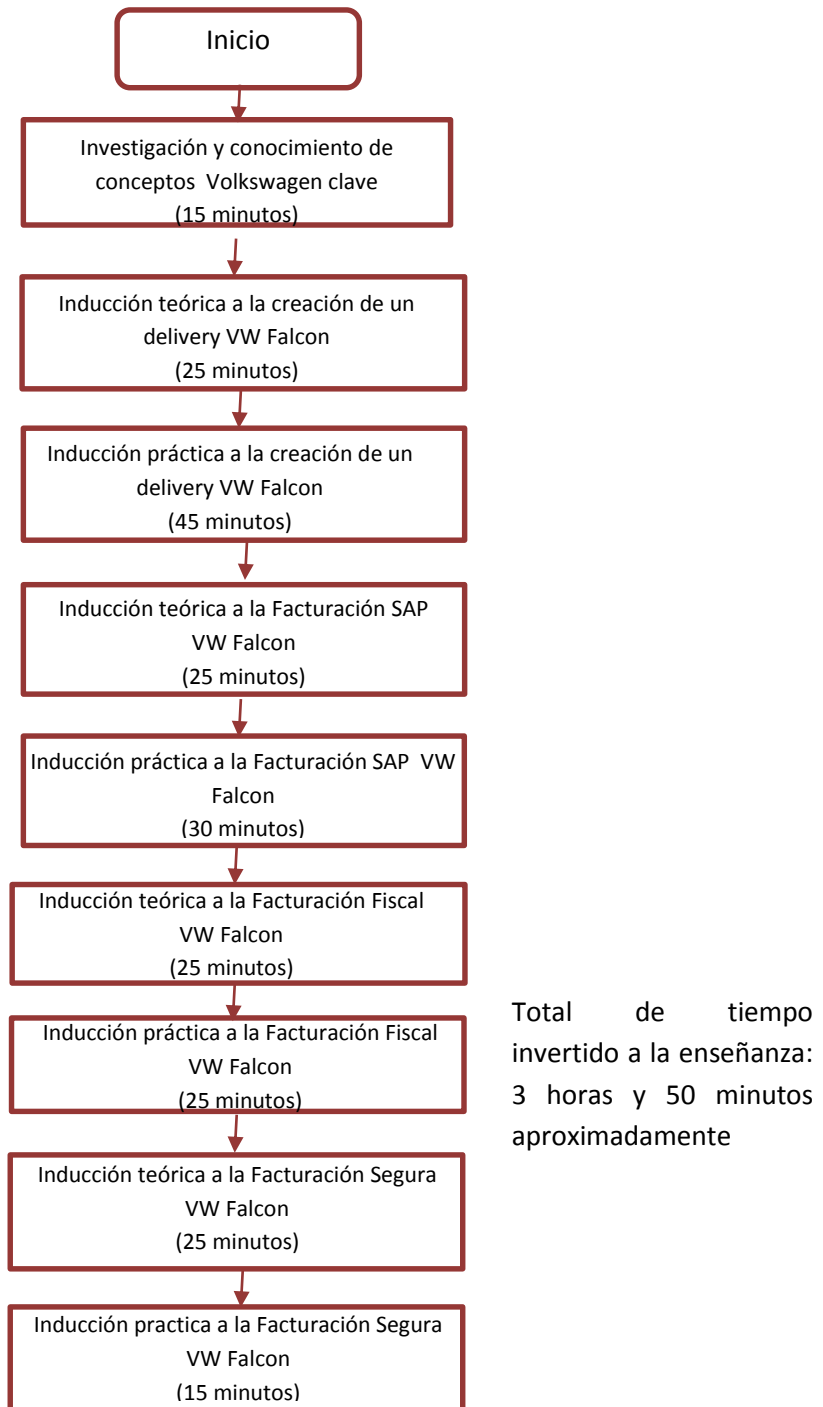 Inicio
Investigación y conocimiento de
conceptos Volkswagen clave
(15 minutos)
Inducción teórica a la creación de un
delivery VW Falcon
(25 minutos)
Inducción práctica a la creación de un
delivery VW Falcon
(45 minutos)
Inducción teórica a la Facturación SAP
VW Falcon
(25 minutos)
Inducción práctica a la Facturación SAP VW
Falcon
(30 minutos)
Inducción teórica a la Facturación Fiscal
VW Falcon
(25 minutos)
Inducción práctica a la Facturación Fiscal
VW Falcon
(25 minutos)
Inducción teórica a la Facturación Segura
VW Falcon
(25 minutos)
Inducción practica a la Facturación Segura
VW Falcon
(15 minutos)
Total de tiempo
invertido a la enseñanza:
3 horas y 50 minutos
aproximadamente